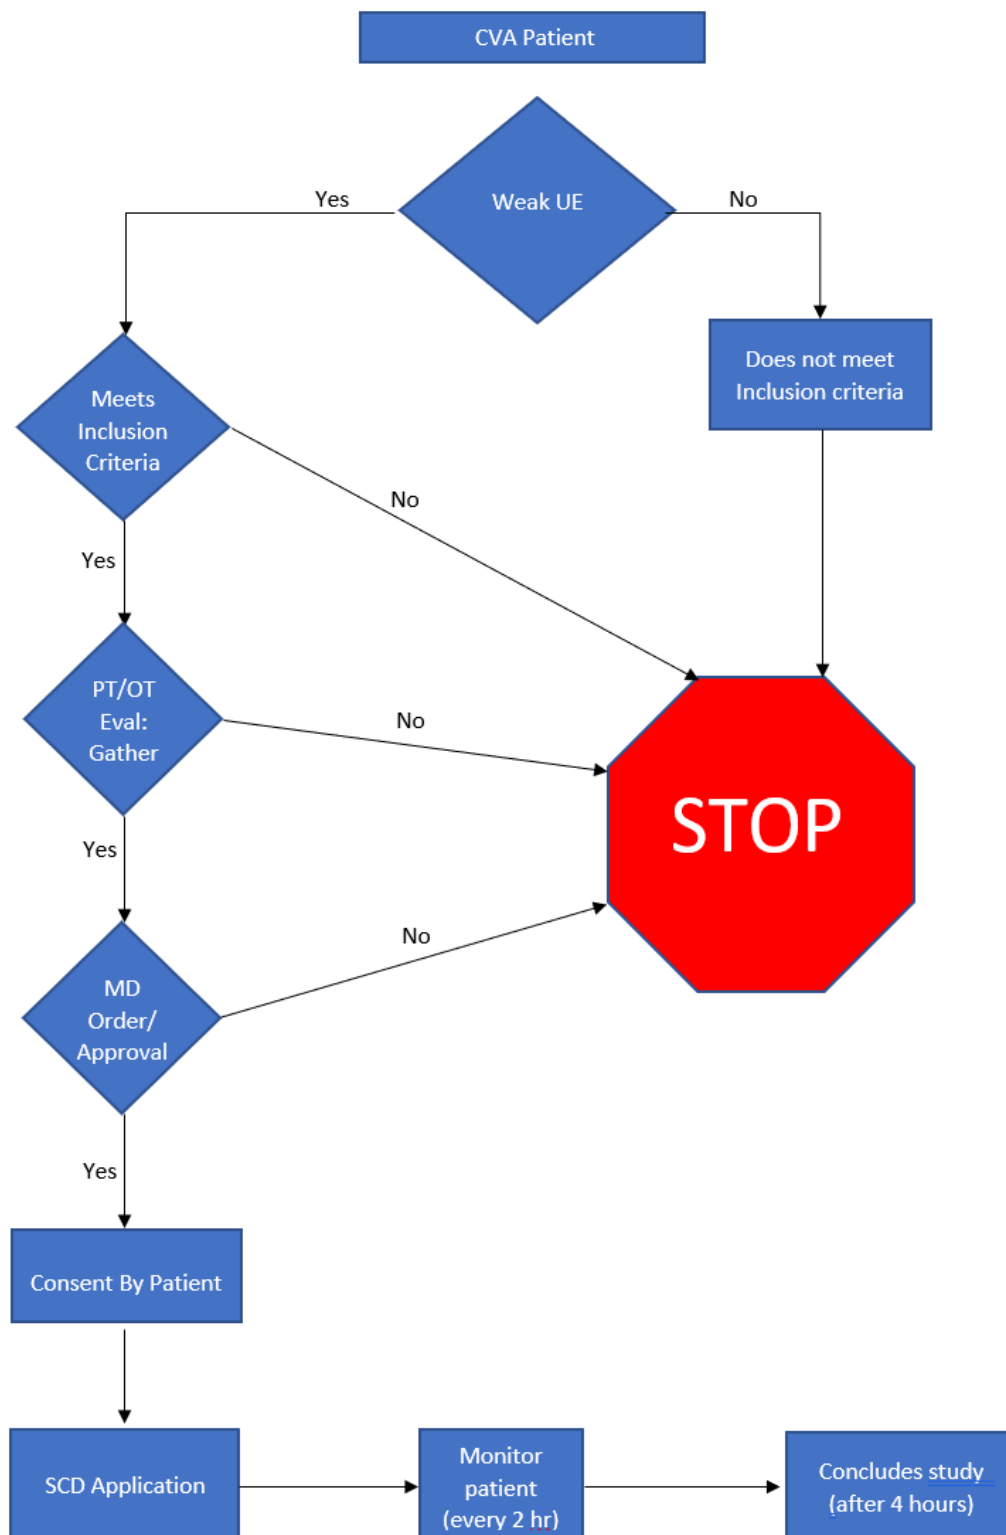 CVA Patient
Weak UE
Yes
No
Does not meet
Inclusion criteria
Meets
Inclusion
Criteria
No
Yes
PT/OT
Eval:
Gather
No
STOP
Yes
MD
Order/
Approval
No
Yes
Consent By Patient
SCD Application
Monitor
patient
(every 2 hr)
Concludes study
(after 4 hours)